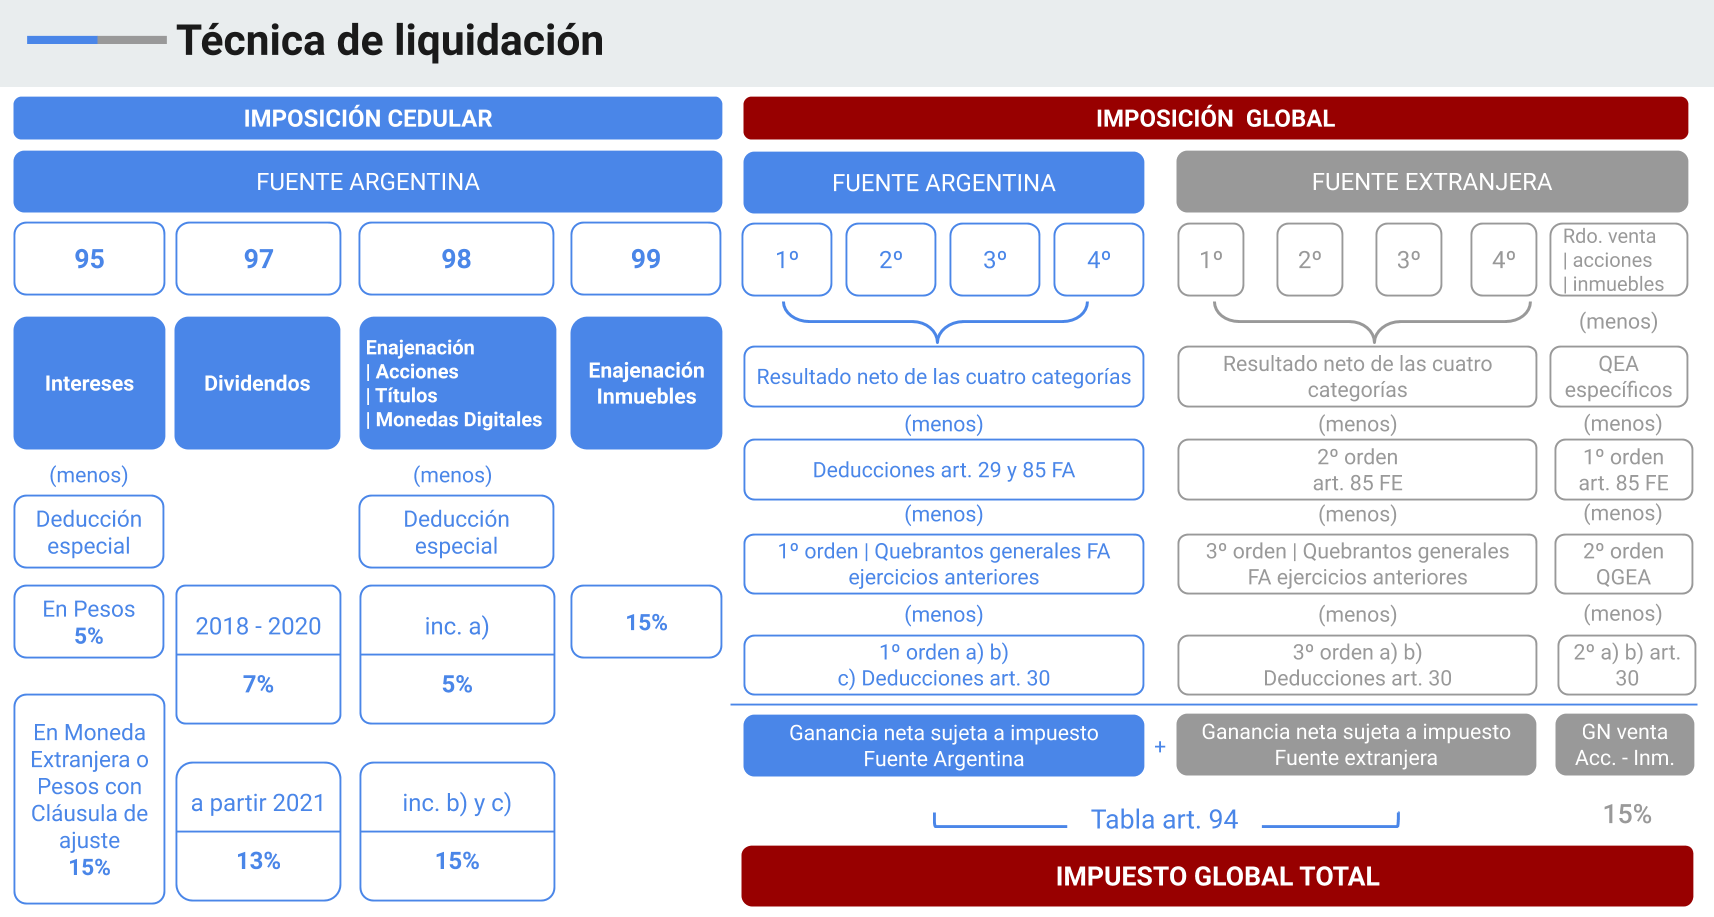 Técnica de liquidación
IMPOSICIÓN CEDULAR
FUENTE ARGENTINA
95
97
98
99
Intereses
Dividendos
Enajenación
| Acciones
| Títulos
| Monedas Digitales
Enajenación
Inmuebles
(menos)
(menos)
Deducción
especial
Deducción
especial
En Pesos
5%
2018 - 2020
7%
inc. a)
5%
15%
En Moneda
Extranjera o
Pesos con
Cláusula de
ajuste
15%
a partir 2021
13%
inc. b) y c)
15%
IMPOSICIÓN GLOBAL
FUENTE ARGENTINA
1º
2º
3º
4º
Resultado neto de las cuatro categorías
(menos)
Deducciones art. 29 y 85 FA
(menos)
1º orden | Quebrantos generales FA
ejercicios anteriores
(menos)
1º orden a) b)
c) Deducciones art. 30
Ganancia neta sujeta a impuesto
Fuente Argentina
+
FUENTE EXTRANJERA
1º
2º
3º
4º
Resultado neto de las cuatro
categorías
(menos)
2º orden
art. 85 FE
(menos)
3º orden | Quebrantos generales
FA ejercicios anteriores
(menos)
3º orden a) b)
Deducciones art. 30
Ganancia neta sujeta a impuesto
Fuente extranjera
Rdo. venta
| acciones
| inmuebles
(menos)
QEA
específicos
(menos)
1º orden
art. 85 FE
(menos)
2º orden
QGEA
(menos)
2º a) b) art.
30
GN venta
Acc. - Inm.
15%
Tabla art. 94
IMPUESTO GLOBAL TOTAL